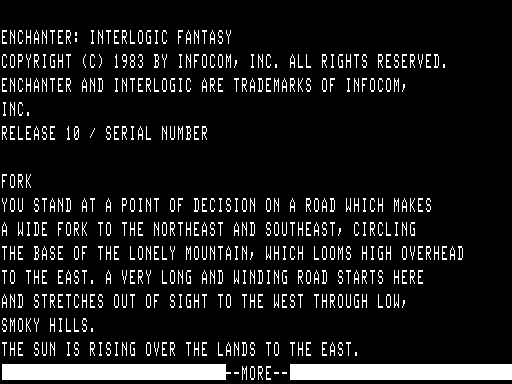 ENCHANTER: INTERLOGIC FANTASY
COPYRIGHT (C) 1983 BY INFOCOM, INC. ALL RIGHTS RESERVED.
ENCHANTER AND INTERLOGIC ARE TRADEMARKS OF INFOCOM,
INC.
RELEASE 10 / SERIAL NUMBER
FORK
YOU STAND AT A POINT OF DECISION ON A ROAD WHICH MAKES
A WIDE FORK TO THE NORTHEAST AND SOUTHEAST, CIRCLING
THE BASE OF THE LONELY MOUNTAIN, WHICH LOOMS HIGH OVERHEAD
TO THE EAST. A VERY LONG AND WINDING ROAD STARTS HERE
AND STRETCHES OUT OF SIGHT TO THE WEST THROUGH LOW,
SMOKY HILLS.
THE SUN IS RISING OVER THE LANDS TO THE EAST.
--MORE--